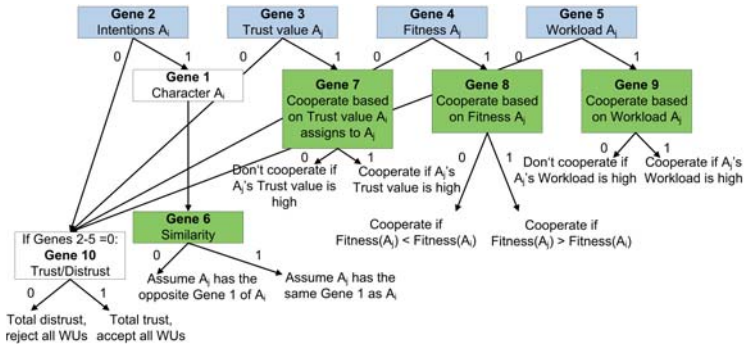 Gene 2
Intentions Ai
Gene 3
Trust value Aj
Gene 4
Fitness Aj
Gene 5
Workload Aj
0
1
0
1
0
1
0
1
Gene 1
Character Ai
Gene 7
Cooperate based
on Trust value Ai
assigns to Aj
Gene 8
Cooperate based
on Fitness Aj
Gene 9
Cooperate based
on Workload Aj
0
1
Don't cooperate if
Aj's Trust value is
high
Cooperate if Aj's
Trust value is high
0
1
Cooperate if
Fitness(Aj) < Fitness(Ai)
Cooperate if
Fitness(Aj) > Fitness(Ai)
0
1
Don't cooperate if
Aj's Workload is high
Cooperate if Aj's
Workload is high
If Genes 2-5 =0:
Gene 10
Trust/Distrust
Gene 6
Similarity
0
1
Assume Aj has the
opposite Gene 1 of Ai
Assume Aj has the
same Gene 1 as Ai
0
1
Total distrust,
reject all WUs
Total trust,
accept all WUs